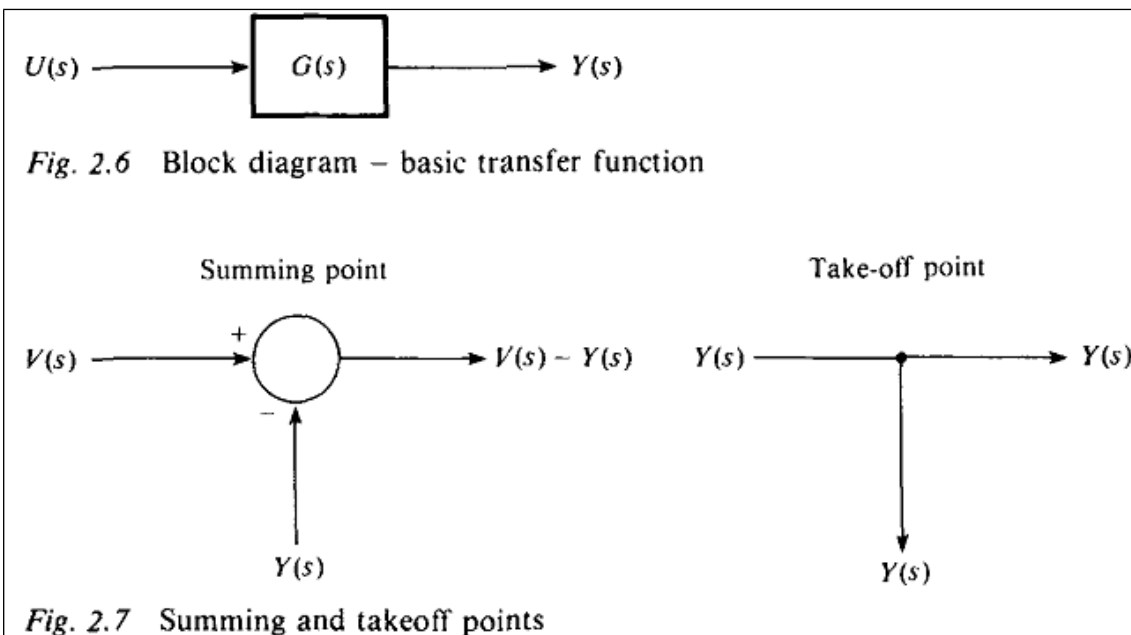 U(s) G(s) Y(s)
Fig. 2.6 Block diagram – basic transfer function
Summing point Take-off point
+
V(s) V(s) – Y(s) Y(s) Y(s)
–
Y(s) Y(s)
Fig. 2.7 Summing and takeoff points